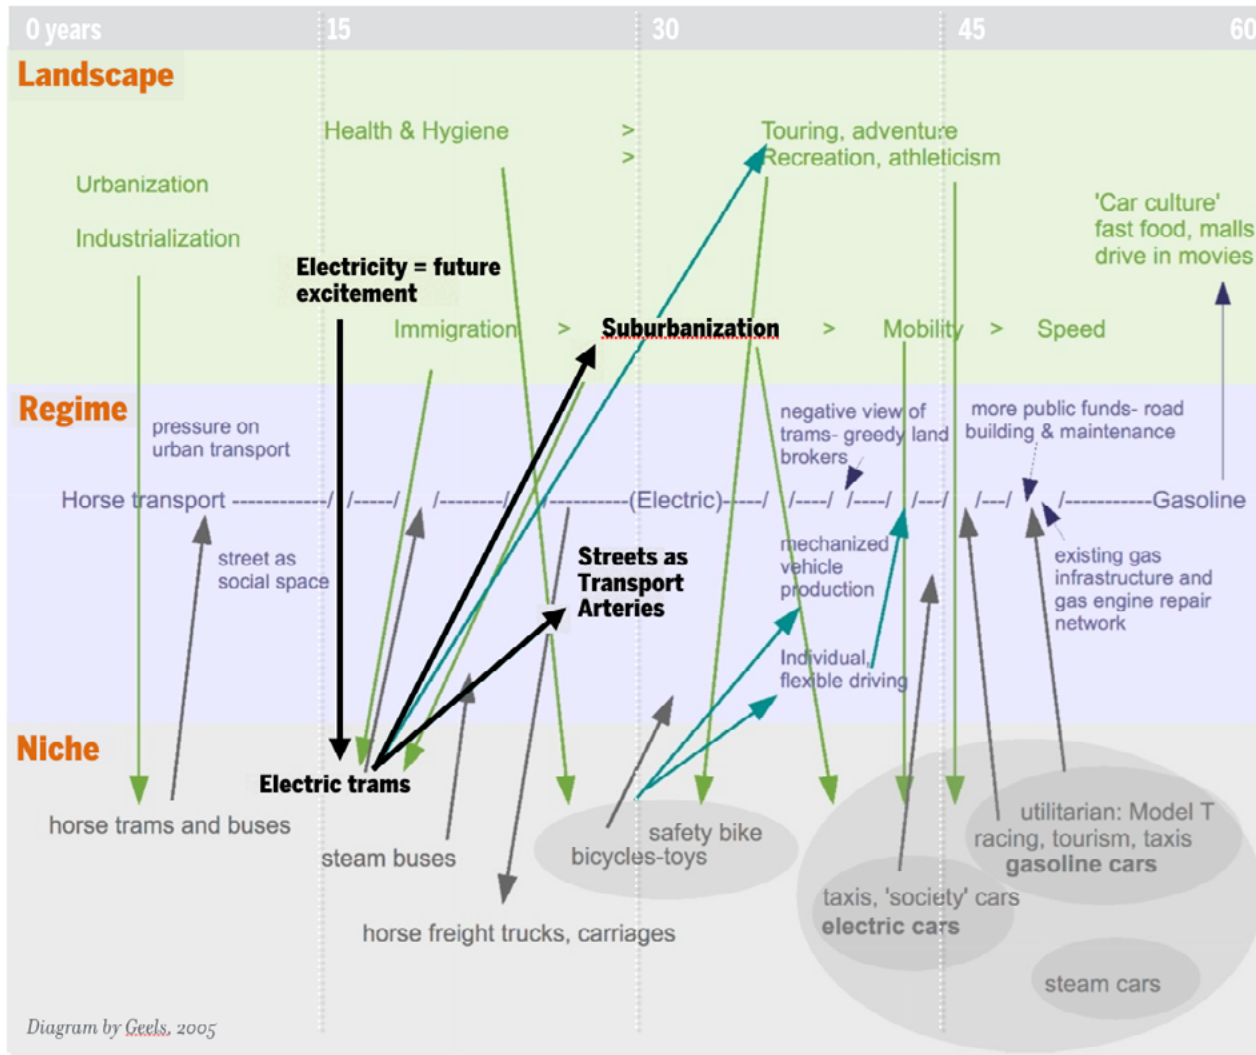 0 years 15 30 45 60
Landscape
Health & Hygiene > Touring, adventure
> Recreation, athleticism
Urbanization
Industrialization
'Car culture'
fast food, malls
drive in movies
Electricity = future
excitement
Immigration > Suburbanization > Mobility > Speed
Regime
pressure on
urban transport
negative view of
trams- greedy land
brokers
more public funds- road
building & maintenance
Horse transport -----------/ /-----/ /--------/ /----------(Electric)-----/ /----/ /----/ /---/ /---/ /-----------Gasoline
street as
social space
Streets as
Transport
Arteries
mechanized
vehicle
production
existing gas
infrastructure and
gas engine repair
network
Individual,
flexible driving
Niche
Electric trams
horse trams and buses
steam buses
safety bike
bicycles-toys
horse freight trucks, carriages
utilitarian: Model T
racing, tourism, taxis
gasoline cars
taxis, 'society' cars
electric cars
steam cars
Diagram by Geels, 2005